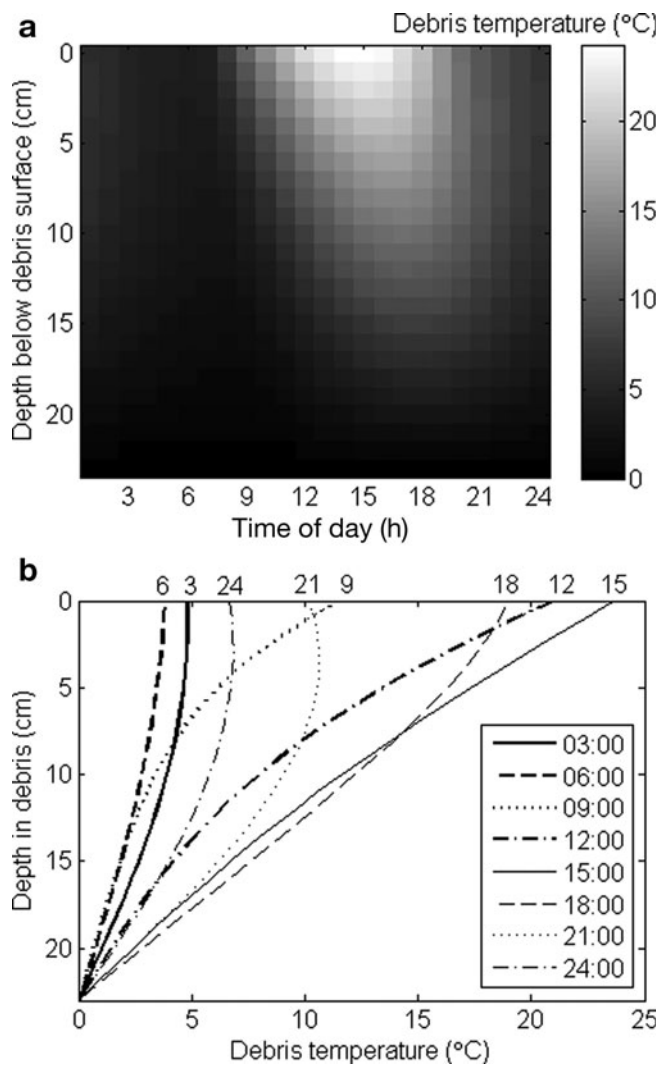 a
Debris temperature (°C)
Depth below debris surface (cm)
0
5
10
15
20
3 6 9 12 15 18 21 24
Time of day (h)
20
15
10
5
0
b
6 3 24 21 9 18 12 15
Depth in debris (cm)
0
5
10
15
20
0 5 10 15 20 25
Debris temperature (°C)
03:00
06:00
09:00
12:00
15:00
18:00
21:00
24:00